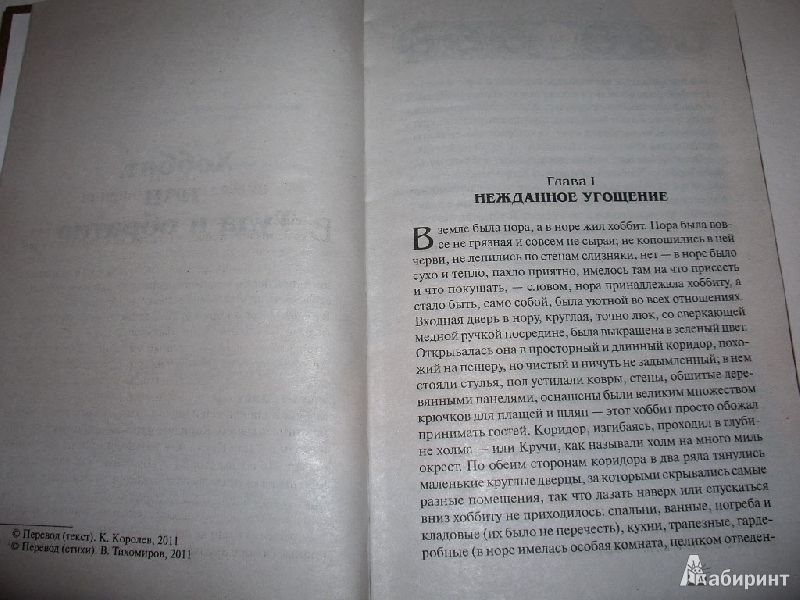 © Перевод (текст). К. Королев, 2011
© Перевод (стихи). В. Тихомиров, 2011
Глава I
НЕЖДАННОЕ УГОЩЕНИЕ
В земле была нора, а в норе жил хоббит. Нора была вов-
се не грязная и совсем не сырая; не копошились в ней
черви, не лепились по стенам слизняки, нет — в норе было
сухо и тепло, пахло приятно, имелось там на что присесть
и что покушать, — словом, нора принадлежала хоббиту, а
стало быть, само собой, была уютной во всех отношениях.
Входная дверь в нору, круглая, точно люк, со сверкающей
медной ручкой посредине, была выкрашена в зеленый цвет.
Открывалась она в просторный и длинный коридор, похо-
жий на пещеру, но чистый и ничуть не задымленный; в нем
стояли стулья, пол устилали ковры, стены, обшитые дере-
вянными панелями, оснащены были великим множеством
крючков для плащей и шляп — этот хоббит просто обожал
принимать гостей. Коридор, изгибаясь, проходил в глуби-
не холма — или Кручи, как называли холм на много миль
окрест. По обеим сторонам коридора в два ряда тянулись
маленькие круглые дверцы, за которыми скрывались самые
разные помещения, так что лазать наверх или спускаться
вниз хоббиту не приходилось: спальни, ванные, погреба и
кладовые (их было не перечесть), кухни, трапезные, гарде-
робные (в норе имелась особая комната, целиком отведен-
Лабиринт